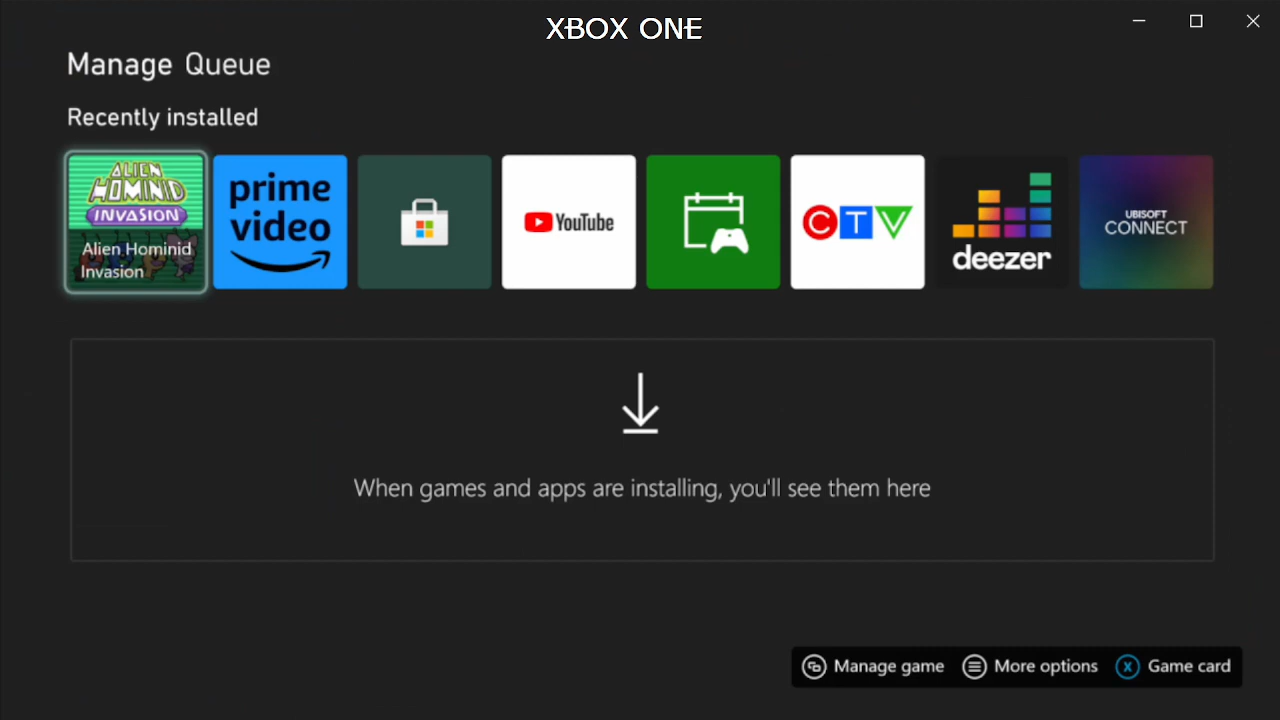 XBOX ONE
Manage Queue
Recently installed
ALIEN
HOMINID
INVASION
Alien Hominid
Invasion
prime
video
YouTube
CTV
deezer
UBISOFT
CONNECT
When games and apps are installing, you'll see them here
Manage game
More options
X Game card